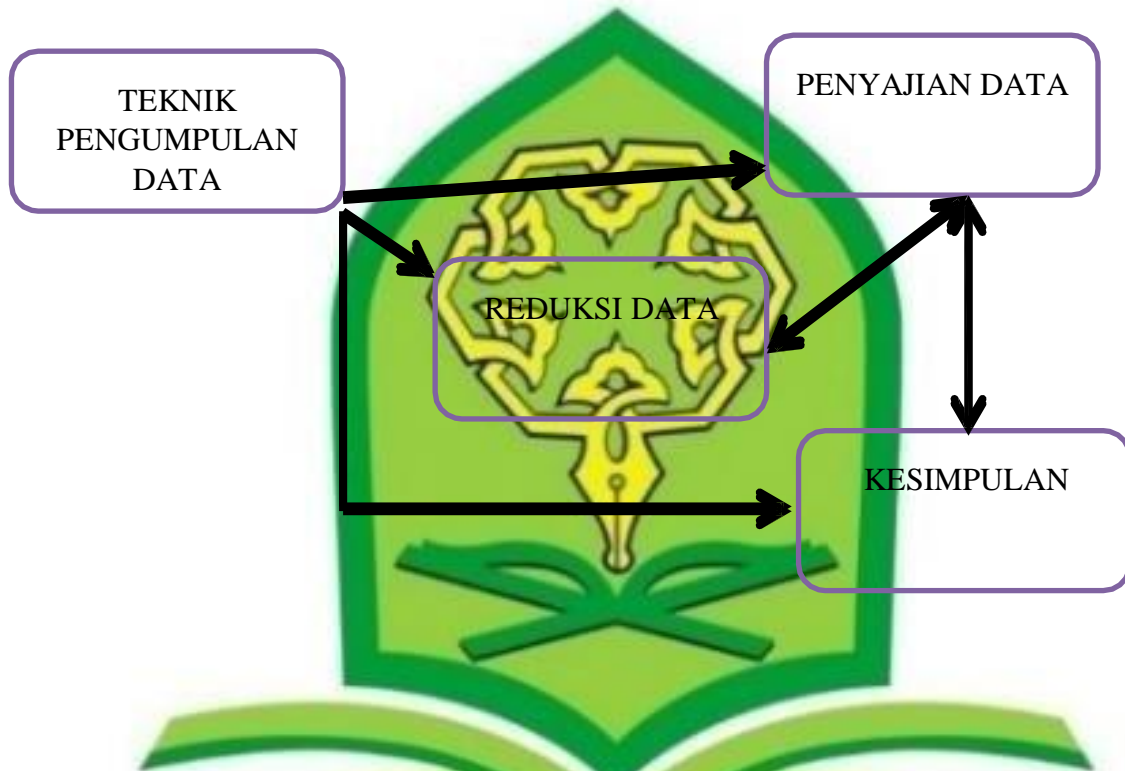 TEKNIK
PENGUMPULAN
DATA
PENYAJIAN DATA
REDUKSI DATA
KESIMPULAN